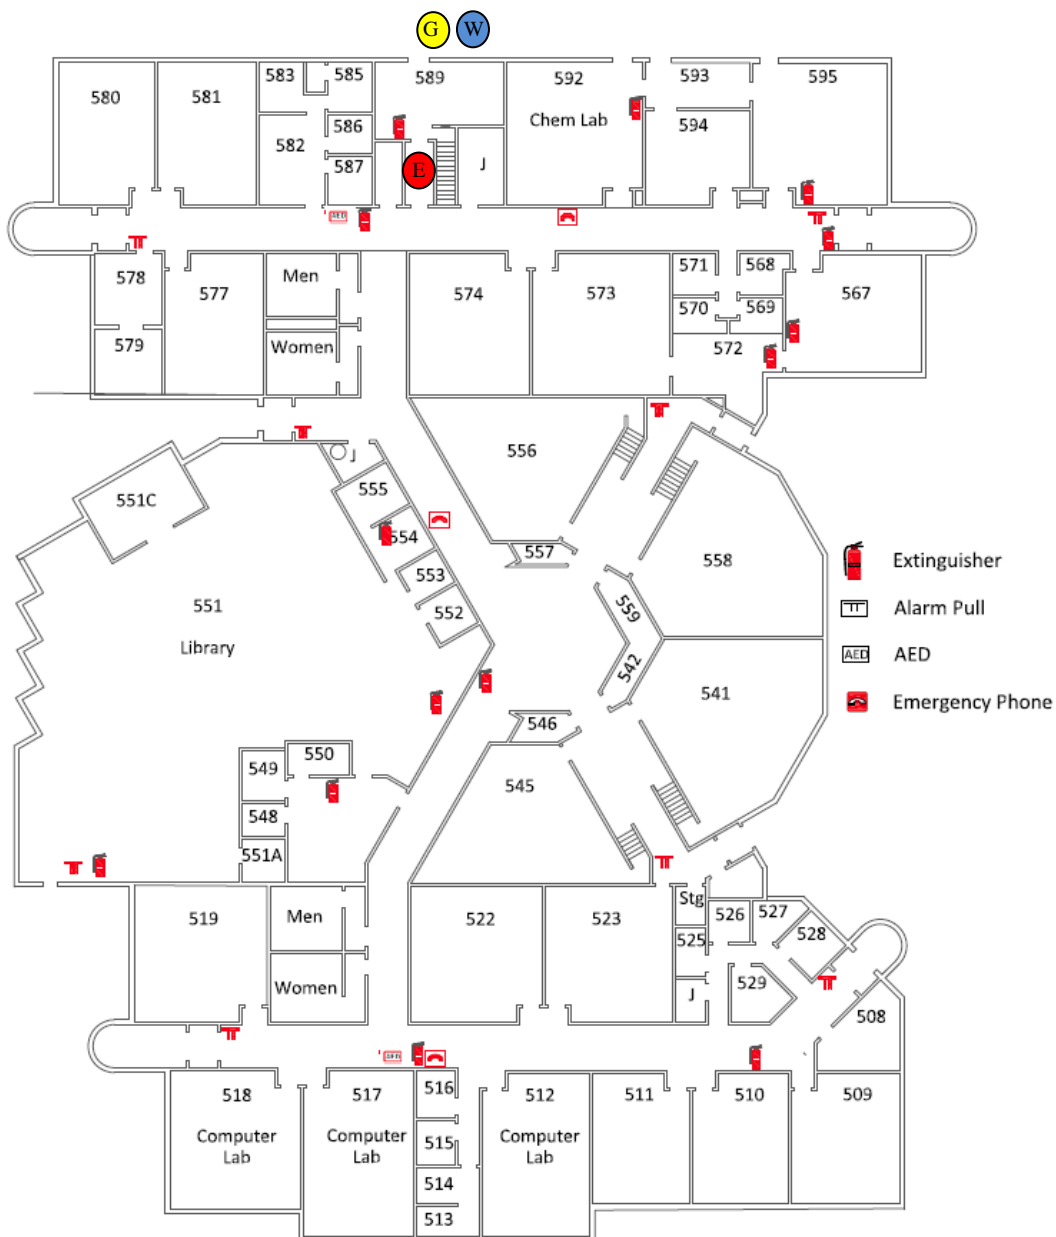 G W
583 585 589 592 593 595
580 581
586 Chem Lab 594
582
587 E J
AED
578 577 Men 574 573 571 568 567
570 569
579 Women 572
556
J
551C 555
554 557 558
553
551 552 559
Library
542 541
546
549 550 545
548
551A
519 Men 522 523 Stg 526 527
525 528
Women J 529
508
AED
518 517 516 512 511 510 509
Computer Computer 515 Computer
Lab Lab Lab
514
513
Extinguisher
Alarm Pull
AED AED
Emergency Phone